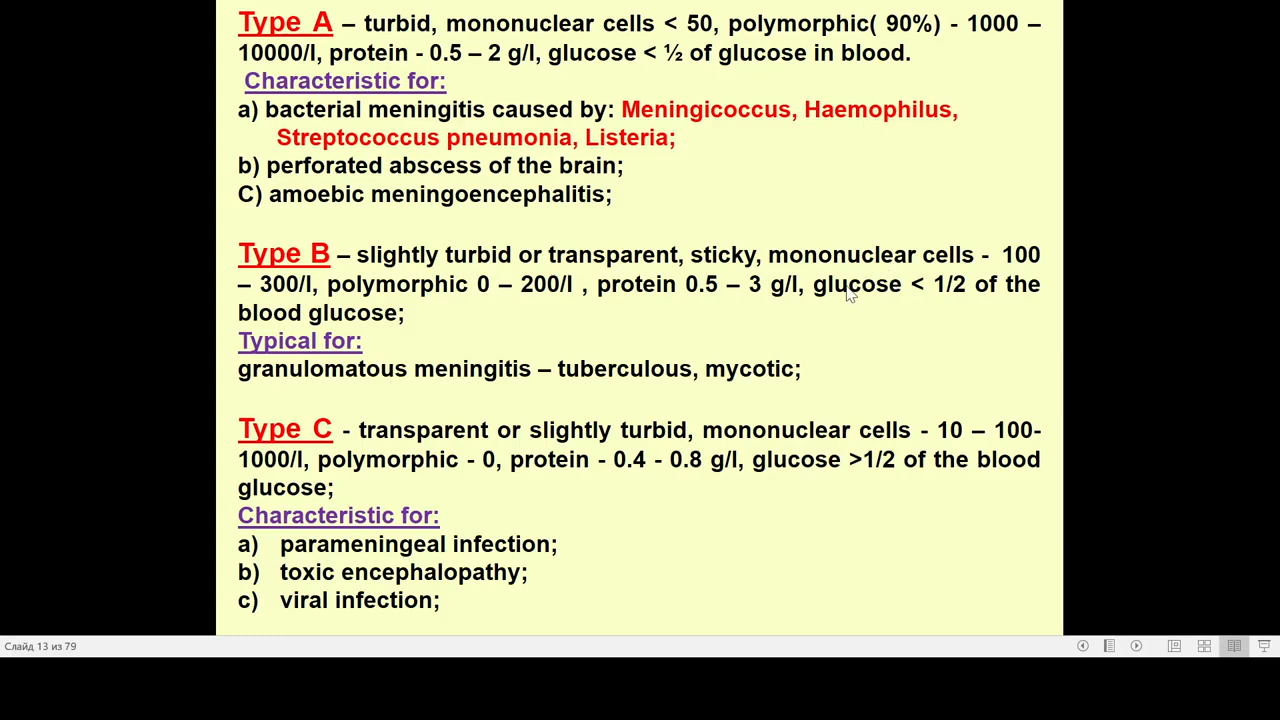 Type A – turbid, mononuclear cells < 50, polymorphic( 90%) - 1000 –
10000/l, protein - 0.5 – 2 g/l, glucose < ½ of glucose in blood.
Characteristic for:
a) bacterial meningitis caused by: Meningicoccus, Haemophilus,
Streptococcus pneumonia, Listeria;
b) perforated abscess of the brain;
C) amoebic meningoencephalitis;
Type B – slightly turbid or transparent, sticky, mononuclear cells - 100
– 300/l, polymorphic 0 – 200/l , protein 0.5 – 3 g/l, glucose < 1/2 of the
blood glucose;
Typical for:
granulomatous meningitis – tuberculous, mycotic;
Type C - transparent or slightly turbid, mononuclear cells - 10 – 100-
1000/l, polymorphic - 0, protein - 0.4 - 0.8 g/l, glucose >1/2 of the blood
glucose;
Characteristic for:
a) parameningeal infection;
b) toxic encephalopathy;
c) viral infection;
Слайд 13 из 79